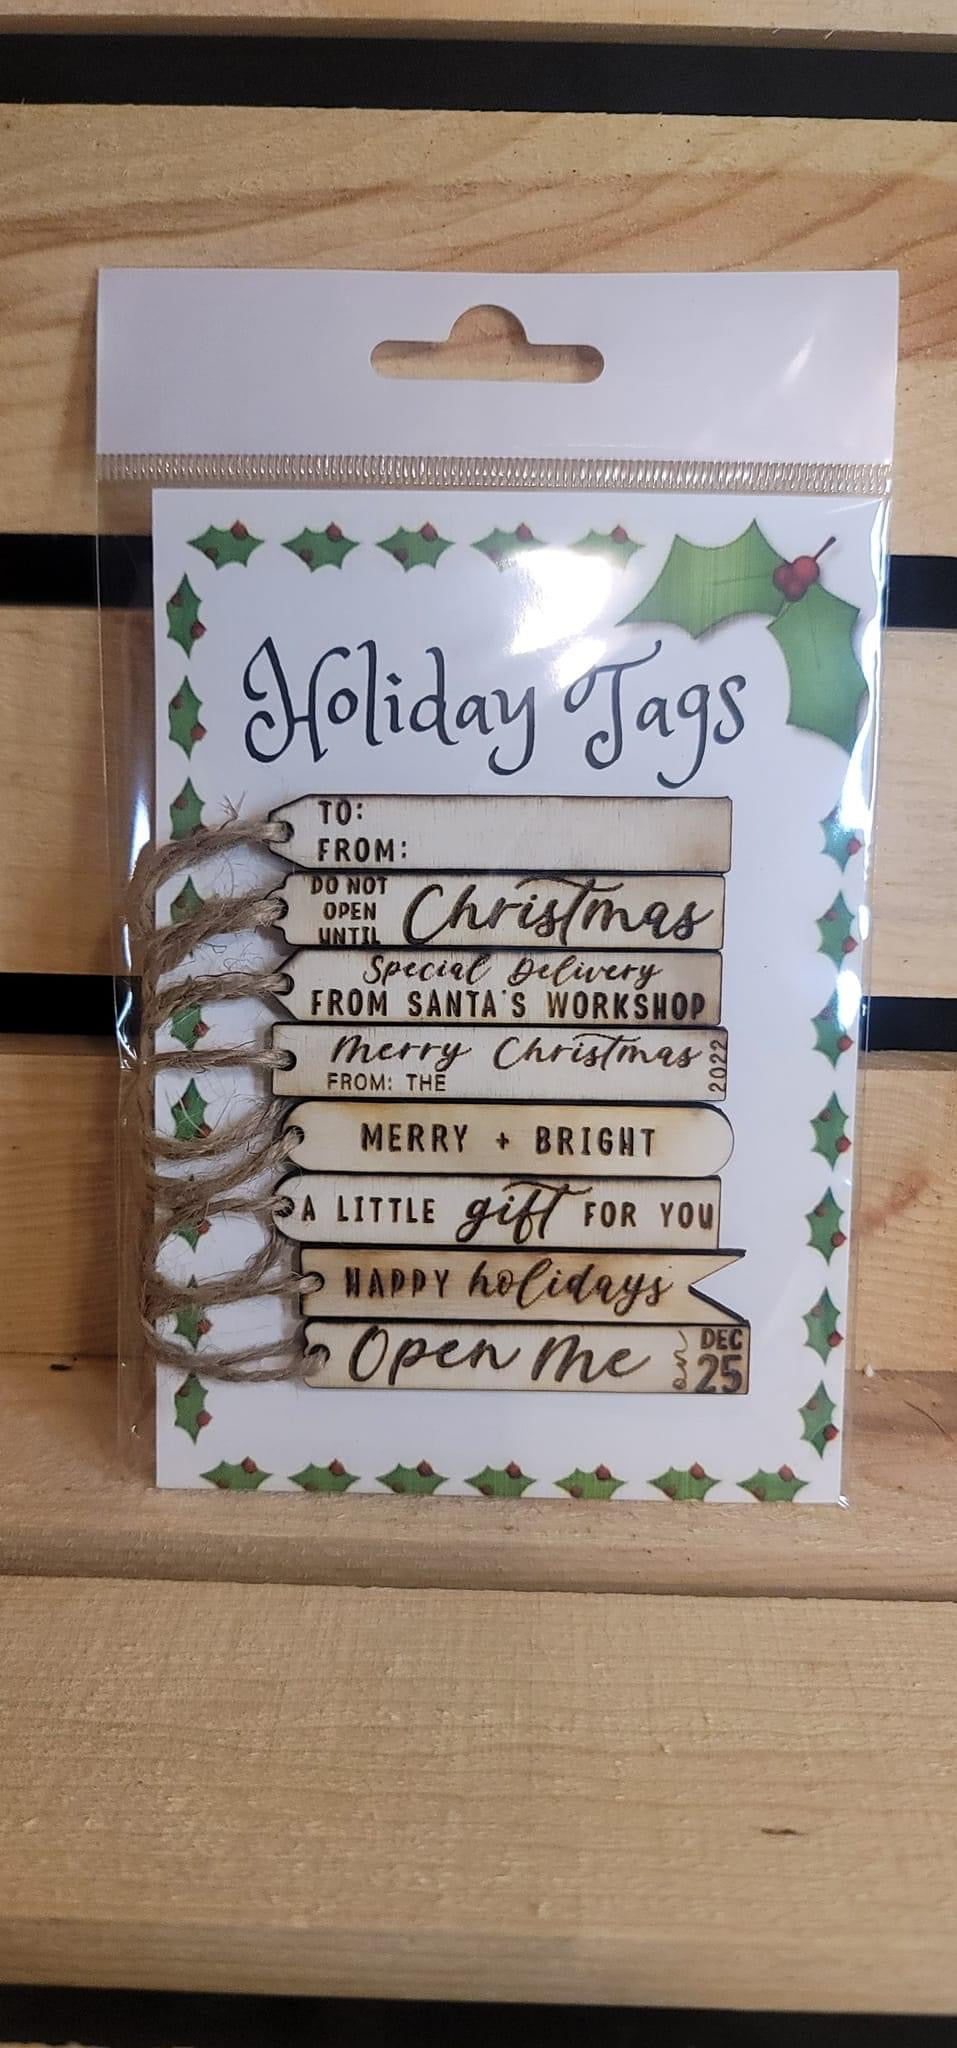 Holiday Tags
TO:
FROM:
DO NOT
OPEN
UNTIL
Christmas
Special Delivery
FROM SANTA'S WORKSHOP
Merry Christmas
FROM: THE
2022
MERRY + BRIGHT
A LITTLE gift FOR YOU
HAPPY holidays
Open Me
on
DEC
25